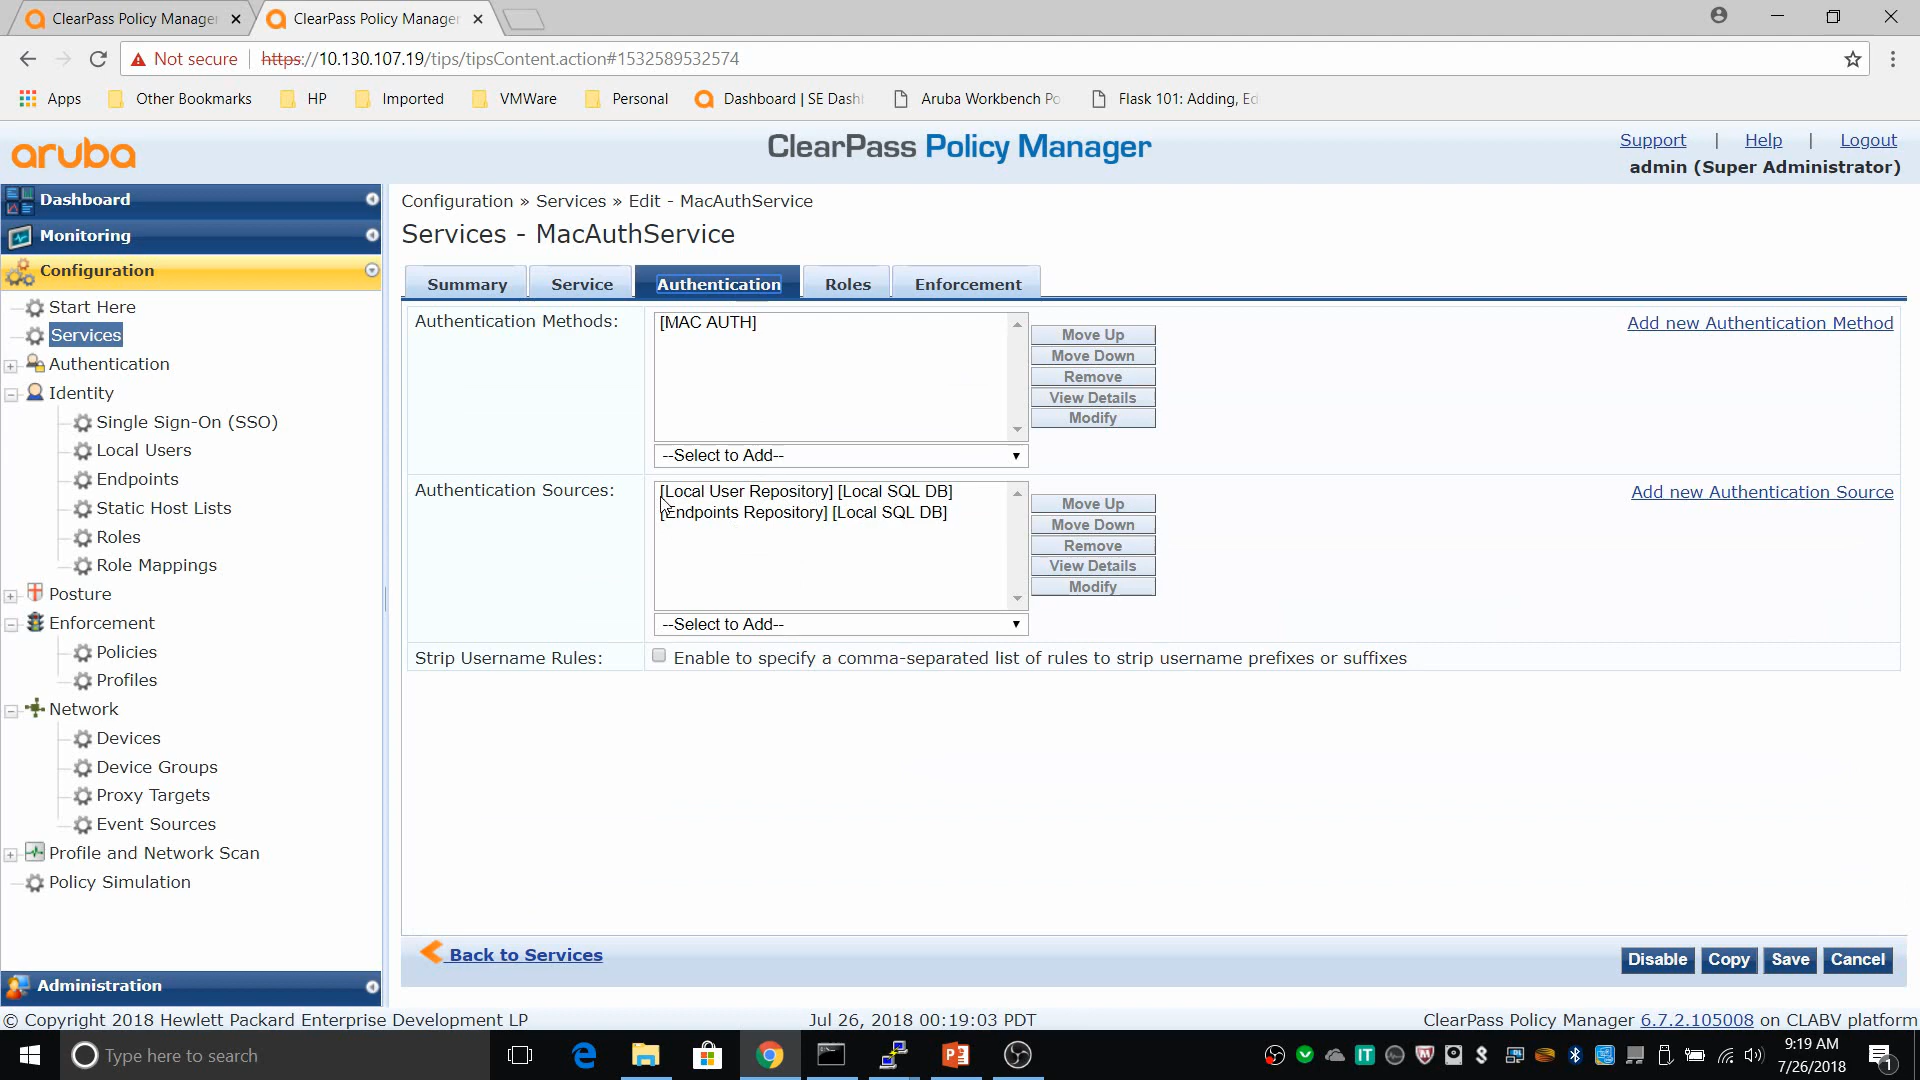 ClearPass Policy Manager
ClearPass Policy Manager
Not secure
https://10.130.107.19/tips/tipsContent.action#1532589532574
Apps
Other Bookmarks
HP
Imported
VMWare
Personal
Dashboard | SE Dash
Aruba Workbench Po
Flask 101: Adding, Ed
aruba
ClearPass Policy Manager
Support | Help | Logout
admin (Super Administrator)
Dashboard
Monitoring
Configuration
Start Here
Services
Authentication
Identity
Single Sign-On (SSO)
Local Users
Endpoints
Static Host Lists
Roles
Role Mappings
Posture
Enforcement
Policies
Profiles
Network
Devices
Device Groups
Proxy Targets
Event Sources
Profile and Network Scan
Policy Simulation
Administration
Configuration » Services » Edit - MacAuthService
Services - MacAuthService
Summary
Service
Authentication
Roles
Enforcement
Authentication Methods:
[MAC AUTH]
Move Up
Move Down
Remove
View Details
Modify
--Select to Add--
Add new Authentication Method
Authentication Sources:
[Local User Repository] [Local SQL DB]
[Endpoints Repository] [Local SQL DB]
Move Up
Move Down
Remove
View Details
Modify
--Select to Add--
Add new Authentication Source
Strip Username Rules:
Enable to specify a comma-separated list of rules to strip username prefixes or suffixes
Back to Services
Disable
Copy
Save
Cancel
© Copyright 2018 Hewlett Packard Enterprise Development LP
Jul 26, 2018 00:19:03 PDT
ClearPass Policy Manager 6.7.2.105008 on CLABV platform
Type here to search
9:19 AM
7/26/2018
1